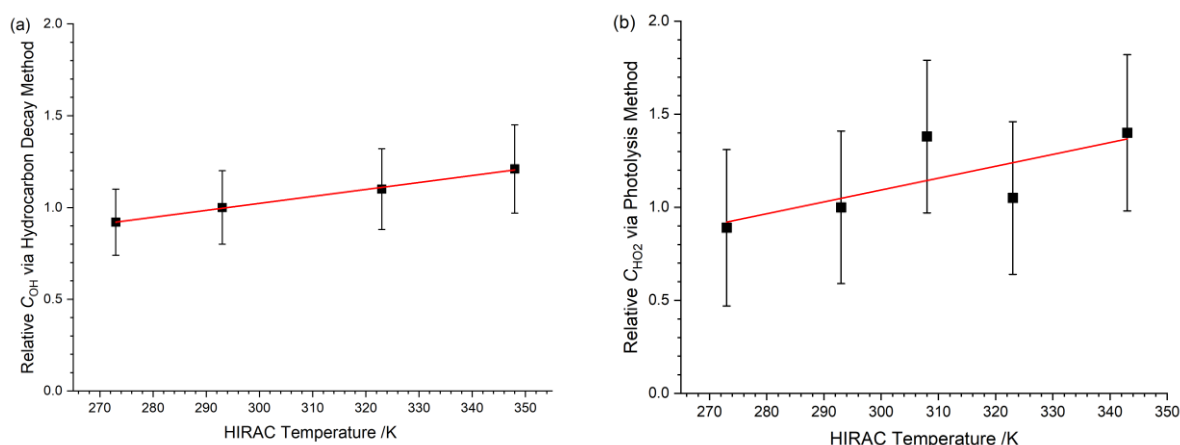 (a)
Relative C_OH via Hydrocarbon Decay Method
2.0
1.5
1.0
0.5
0.0
270 280 290 300 310 320 330 340 350
HIRAC Temperature /K
(b)
Relative C_HO2 via Photolysis Method
2.0
1.5
1.0
0.5
0.0
270 280 290 300 310 320 330 340 350
HIRAC Temperature /K